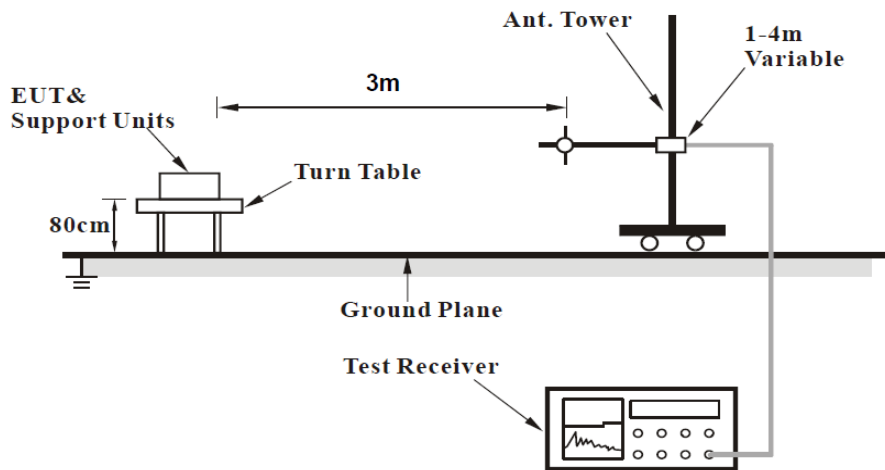 Ant. Tower
1-4m
Variable
3m
EUT&
Support Units
Turn Table
80cm
Ground Plane
Test Receiver